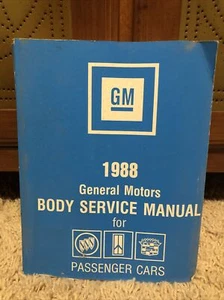 GM
1988
General Motors
BODY SERVICE MANUAL
for
PASSENGER CARS